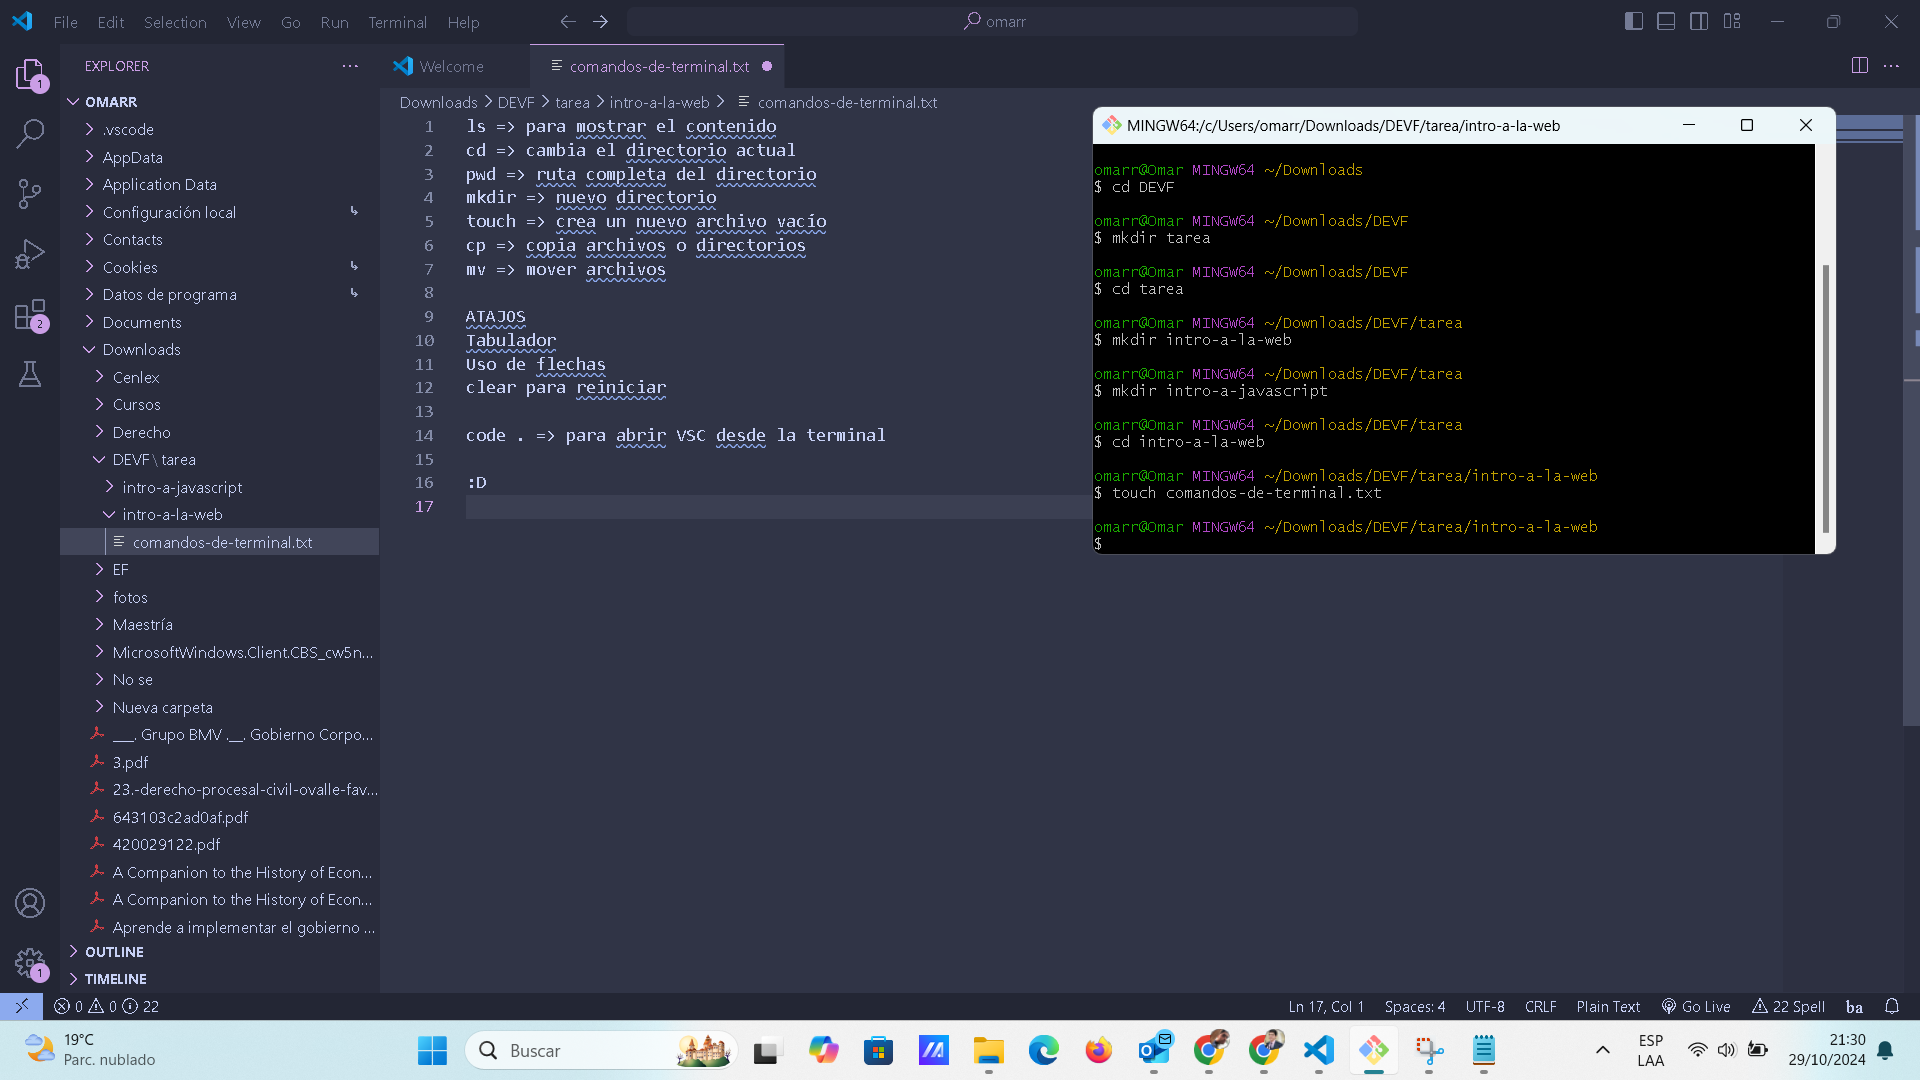 File Edit Selection View Go Run Terminal Help
omarr
EXPLORER
OMARR
.vscode
AppData
Application Data
Configuración local
Contacts
Cookies
Datos de programa
Documents
Downloads
Cenlex
Cursos
Derecho
DEVF\tarea
intro-a-javascript
intro-a-la-web
comandos-de-terminal.txt
EF
fotos
Maestría
MicrosoftWindows.Client.CBS_cw5n...
No se
Nueva carpeta
___. Grupo BMV .__. Gobierno Corpo...
3.pdf
23.-derecho-procesal-civil-ovalle-fav...
643103c2ad0af.pdf
420029122.pdf
A Companion to the History of Econ...
A Companion to the History of Econ...
Aprende a implementar el gobierno ...
OUTLINE
TIMELINE
1
2
1
Welcome
comandos-de-terminal.txt
Downloads > DEVF > tarea > intro-a-la-web > comandos-de-terminal.txt
1 ls => para mostrar el contenido
2 cd => cambia el directorio actual
3 pwd => ruta completa del directorio
4 mkdir => nuevo directorio
5 touch => crea un nuevo archivo vacío
6 cp => copia archivos o directorios
7 mv => mover archivos
8
9 ATAJOS
10 Tabulador
11 Uso de flechas
12 clear para reiniciar
13
14 code . => para abrir VSC desde la terminal
15
16 :D
17
MINGW64:/c/Users/omarr/Downloads/DEVF/tarea/intro-a-la-web
omarr@Omar MINGW64 ~/Downloads
$ cd DEVF
omarr@Omar MINGW64 ~/Downloads/DEVF
$ mkdir tarea
omarr@Omar MINGW64 ~/Downloads/DEVF
$ cd tarea
omarr@Omar MINGW64 ~/Downloads/DEVF/tarea
$ mkdir intro-a-la-web
omarr@Omar MINGW64 ~/Downloads/DEVF/tarea
$ mkdir intro-a-javascript
omarr@Omar MINGW64 ~/Downloads/DEVF/tarea
$ cd intro-a-la-web
omarr@Omar MINGW64 ~/Downloads/DEVF/tarea/intro-a-la-web
$ touch comandos-de-terminal.txt
omarr@Omar MINGW64 ~/Downloads/DEVF/tarea/intro-a-la-web
$
0 0 22
Ln 17, Col 1 Spaces: 4 UTF-8 CRLF Plain Text Go Live 22 Spell ba
19°C
Parc. nublado
Buscar
ESP
LAA
21:30
29/10/2024